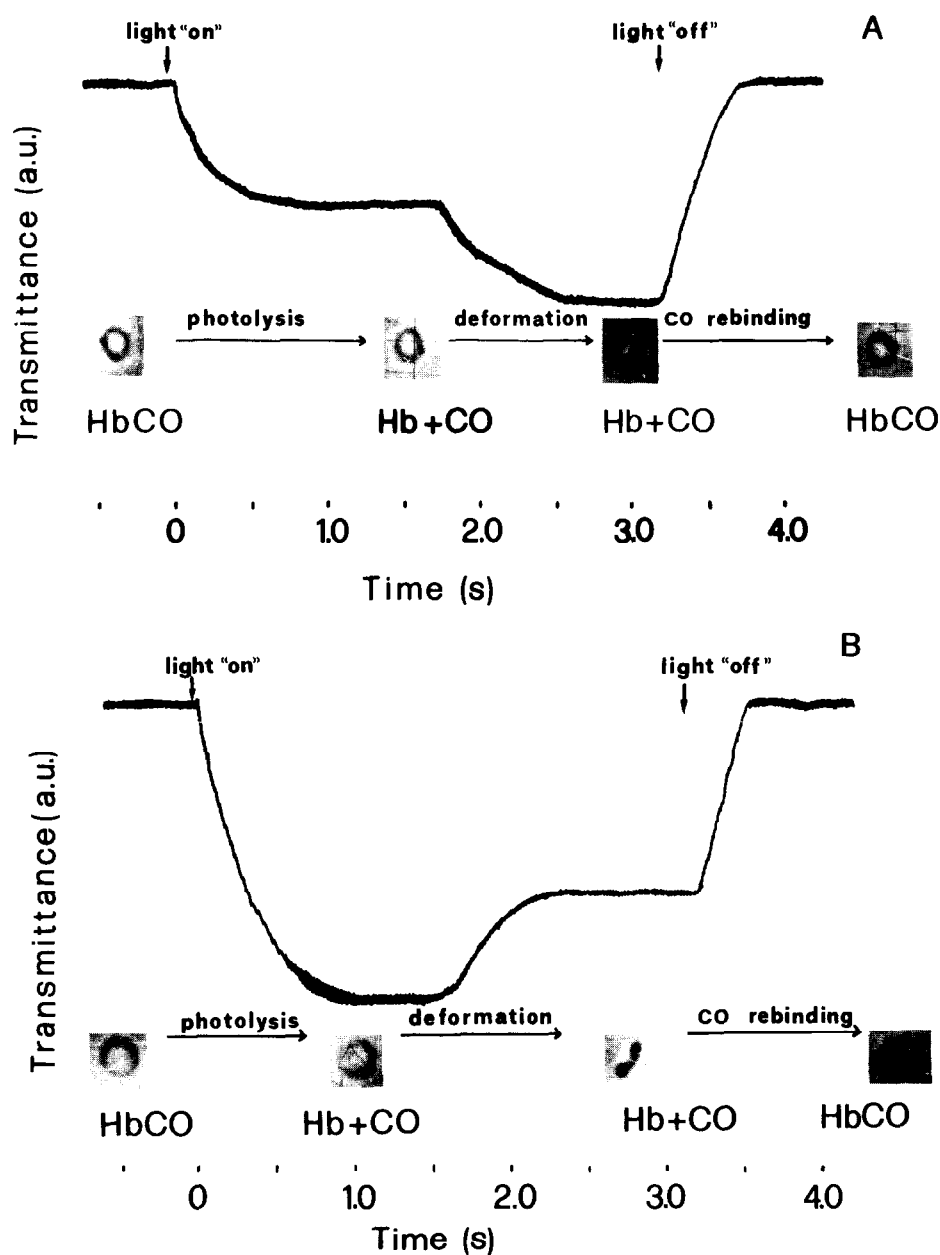 A
light "on"
light "off"
Transmittance (a.u.)
photolysis
deformation
CO rebinding
HbCO
Hb+CO
Hb+CO
HbCO
0
1.0
2.0
3.0
4.0
Time (s)
B
light "on"
light "off"
Transmittance (a.u.)
photolysis
deformation
CO rebinding
HbCO
Hb+CO
Hb+CO
HbCO
0
1.0
2.0
3.0
4.0
Time (s)